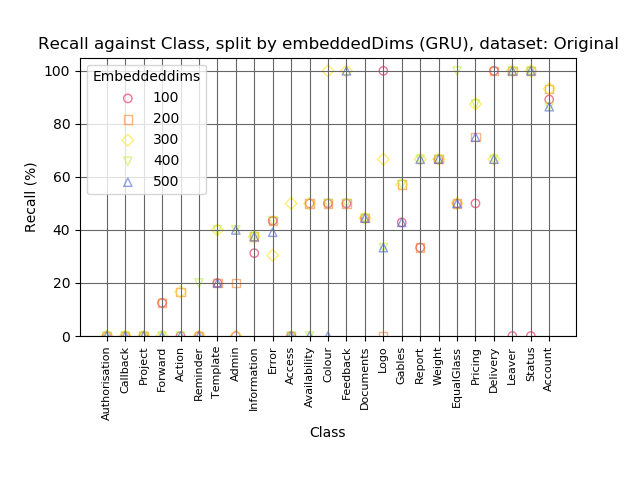 Recall against Class, split by embeddedDims (GRU), dataset: Original
100
80
60
40
20
0
Recall (%)
Embeddeddims
100
200
300
400
500
Authorisation
Callback
Project
Forward
Action
Reminder
Template
Admin
Information
Error
Access
Availability
Colour
Feedback
Documents
Logo
Gables
Report
Weight
EqualGlass
Pricing
Delivery
Leaver
Status
Account
Class